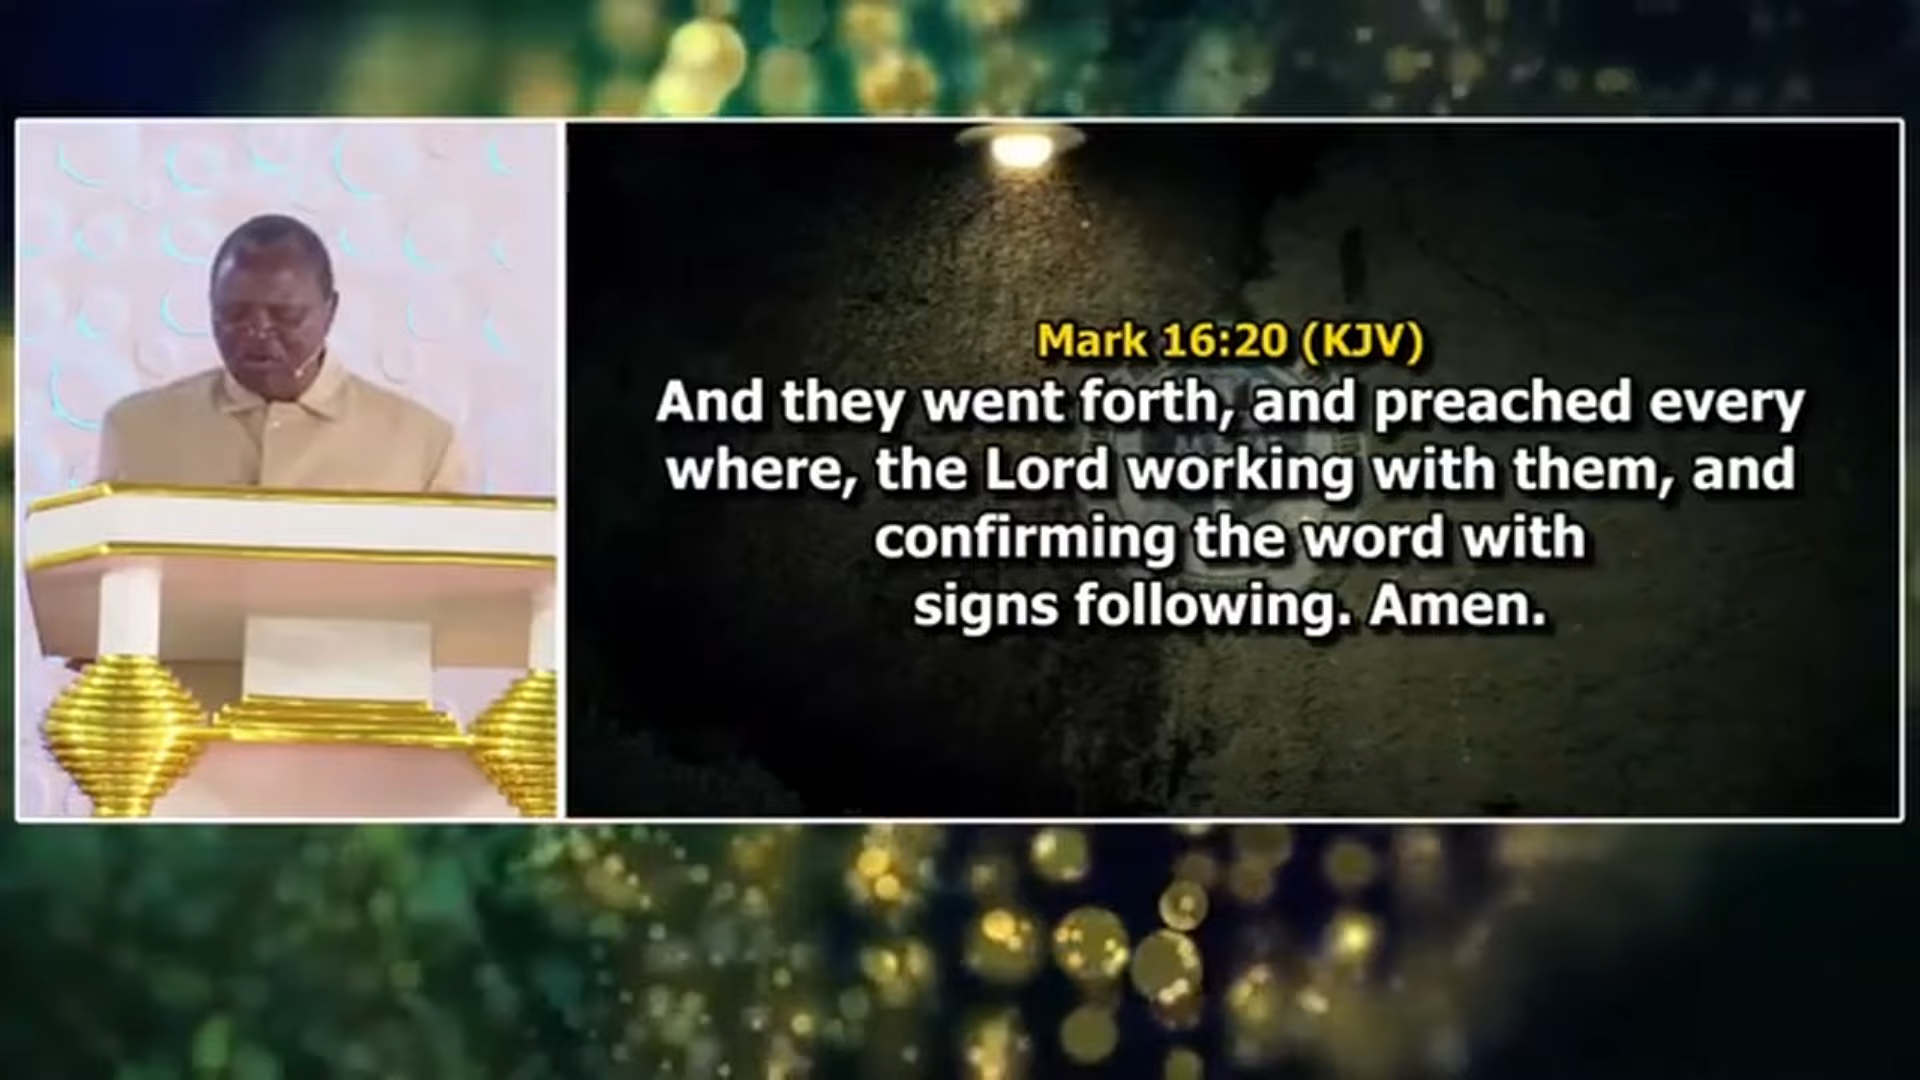 Mark 16:20 (KJV)
And they went forth, and preached every
where, the Lord working with them, and
confirming the word with
signs following. Amen.